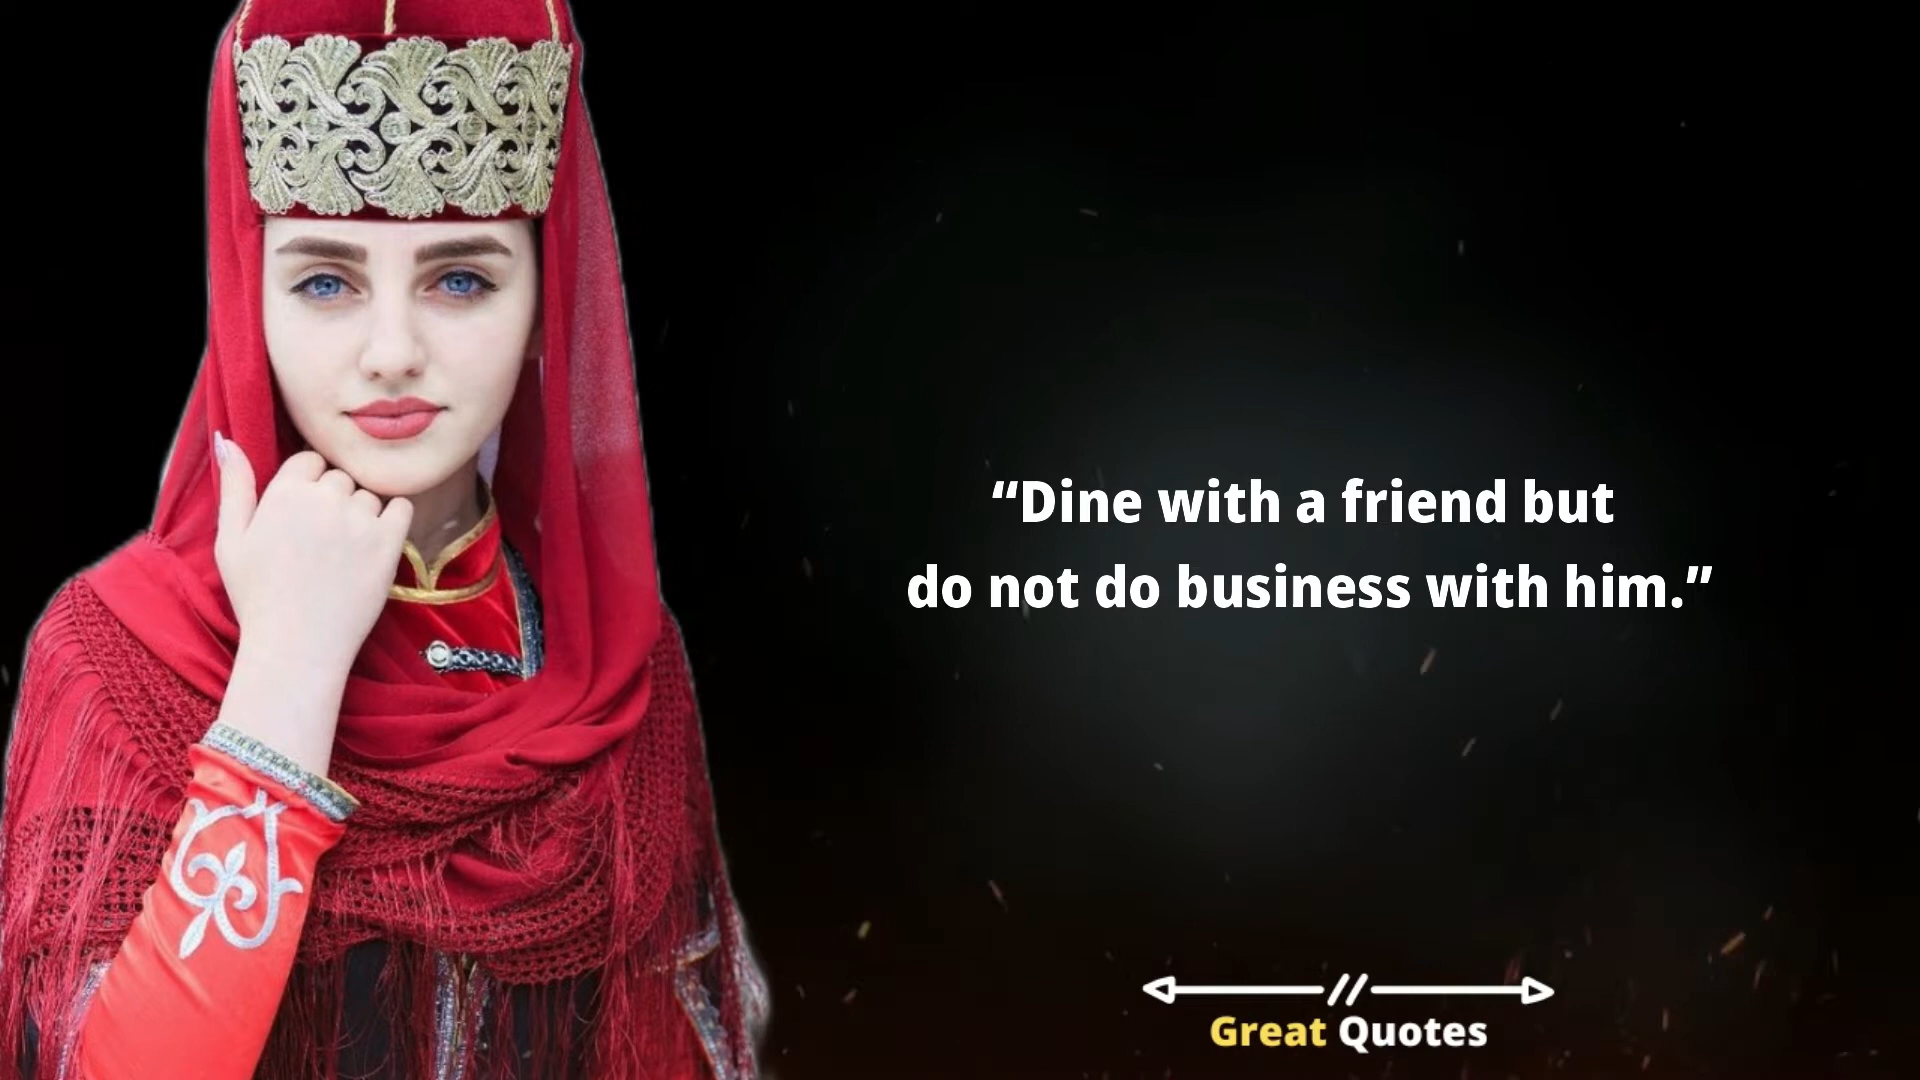 “Dine with a friend but
do not do business with him.”
Great Quotes